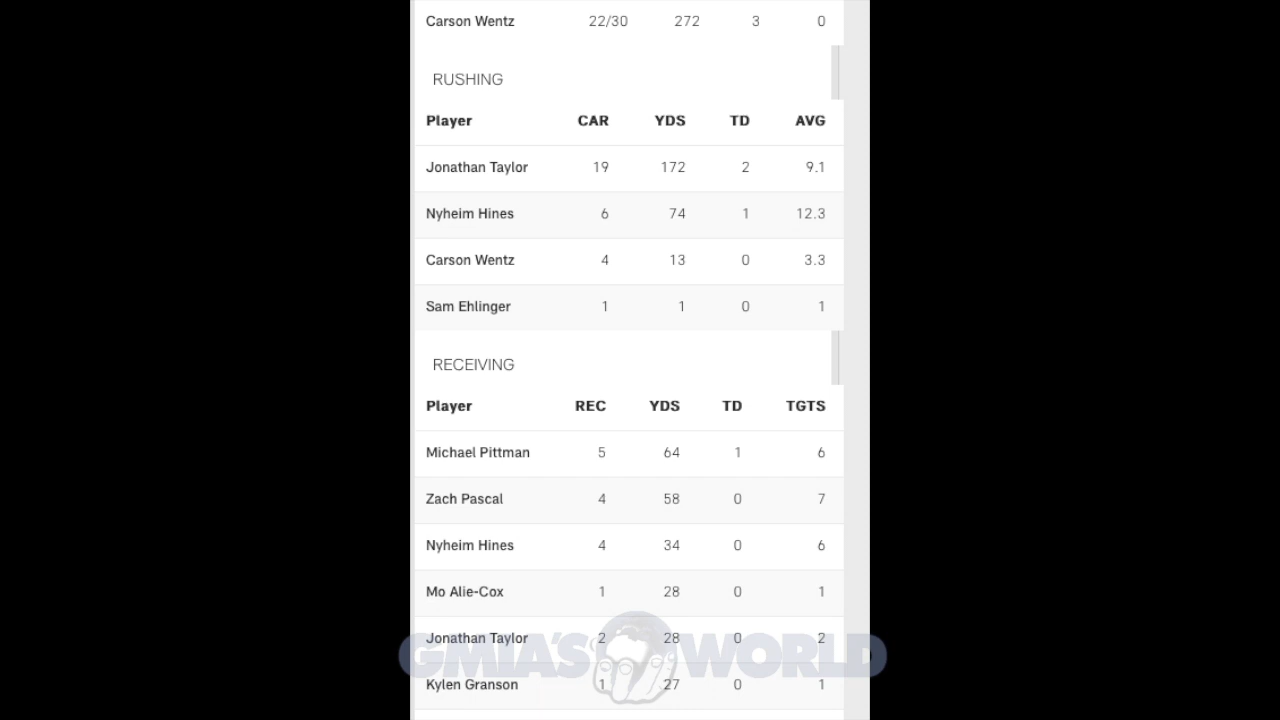 Carson Wentz 22/30 272 3 0
RUSHING
Player CAR YDS TD AVG
Jonathan Taylor 19 172 2 9.1
Nyheim Hines 6 74 1 12.3
Carson Wentz 4 13 0 3.3
Sam Ehlinger 1 1 0 1
RECEIVING
Player REC YDS TD TGTS
Michael Pittman 5 64 1 6
Zach Pascal 4 58 0 7
Nyheim Hines 4 34 0 6
Mo Alie-Cox 1 28 0 1
Jonathan Taylor 2 28 0 2
GMIA'S WORLD
Kylen Granson 1 27 0 1